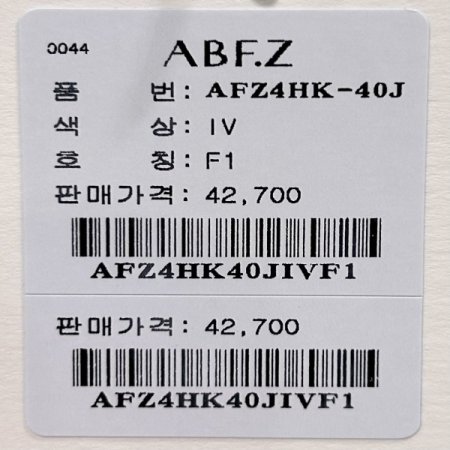 0044 ABF.Z
품 번: AFZ4HK-40J
색 상: IV
호 칭: F1
판매가격: 42,700
AFZ4HK40JIVF1
판매가격: 42,700
AFZ4HK40JIVF1